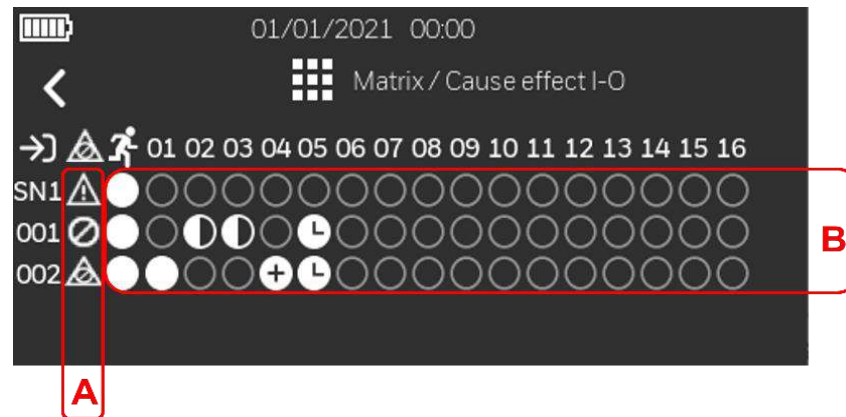 01/01/2021 00:00
Matrix / Cause effect I-O
01 02 03 04 05 06 07 08 09 10 11 12 13 14 15 16
SN1
001
002
B
A